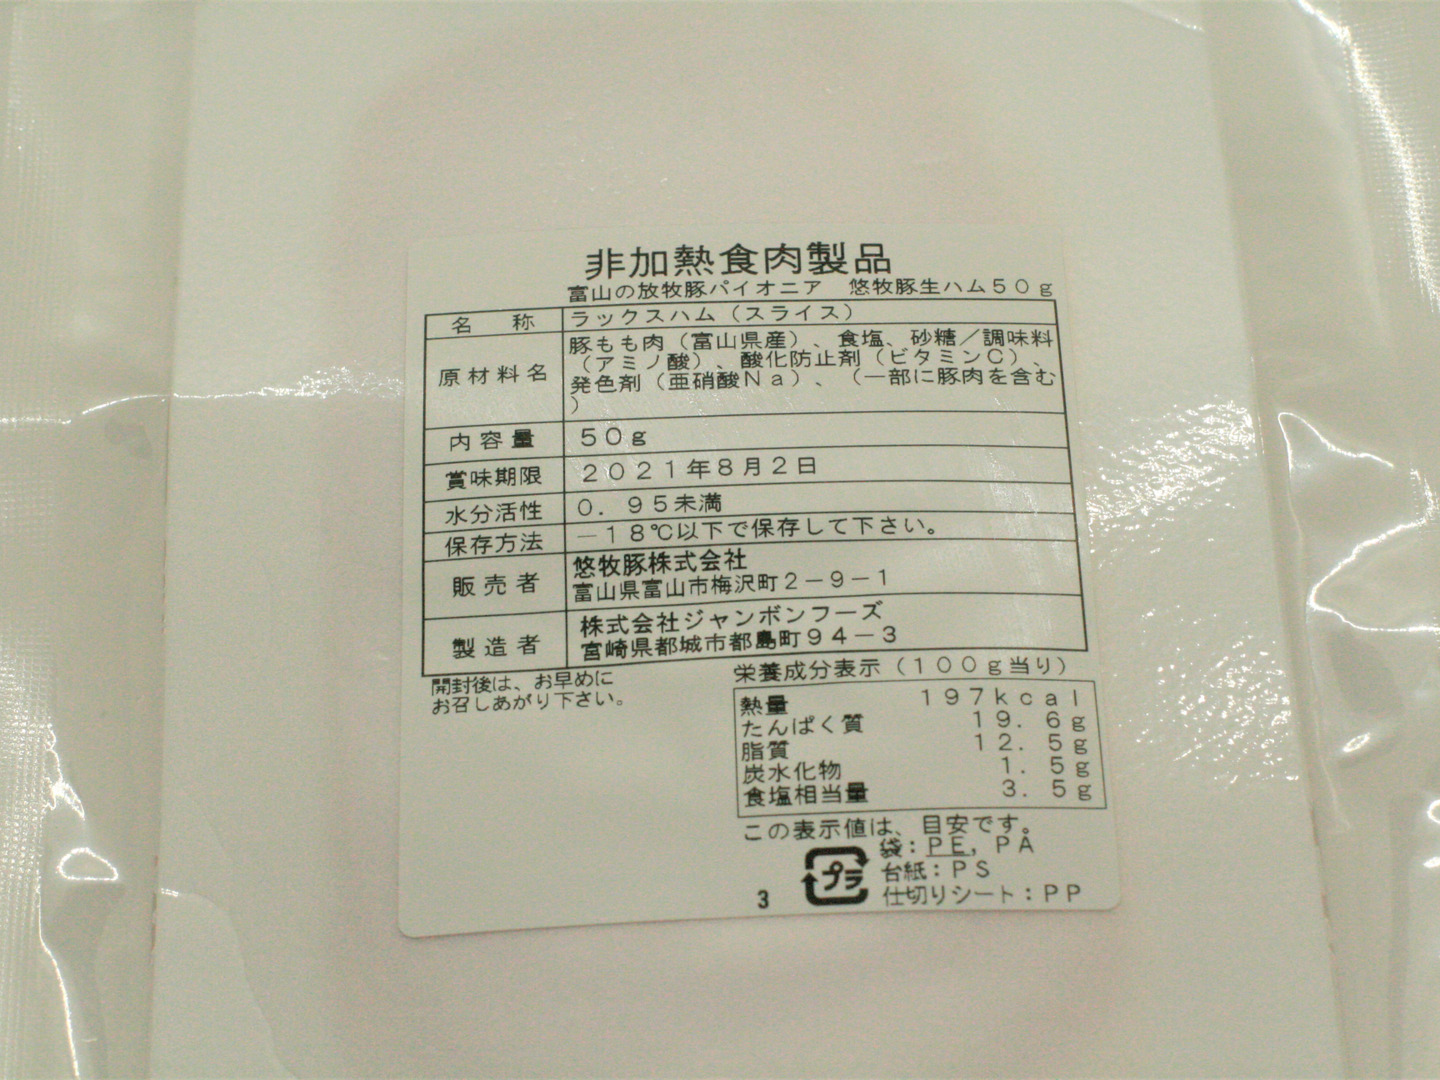 非加熱食肉製品
富山の放牧豚パイオニア　悠牧豚生ハム50g
名　称　ラックスハム（スライス）
原材料名　豚もも肉（富山県産）、食塩、砂糖／調味料
（アミノ酸）、酸化防止剤（ビタミンC）、
発色剤（亜硝酸Na）、（一部に豚肉を含む
）
内容量　50g
賞味期限　2021年8月2日
水分活性　0．95未満
保存方法　－18℃以下で保存して下さい。
販売者　悠牧豚株式会社
富山県富山市梅沢町2－9－1
製造者　株式会社ジャンボンフーズ
宮崎県都城市都島町94－3
開封後は、お早めに
お召しあがり下さい。
栄養成分表示（100g当り）
熱量　197kcal
たんぱく質　19．6g
脂質　12．5g
炭水化物　1．5g
食塩相当量　3．5g
この表示値は、目安です。
プラ
袋：PE，PA
台紙：PS
仕切りシート：PP
3